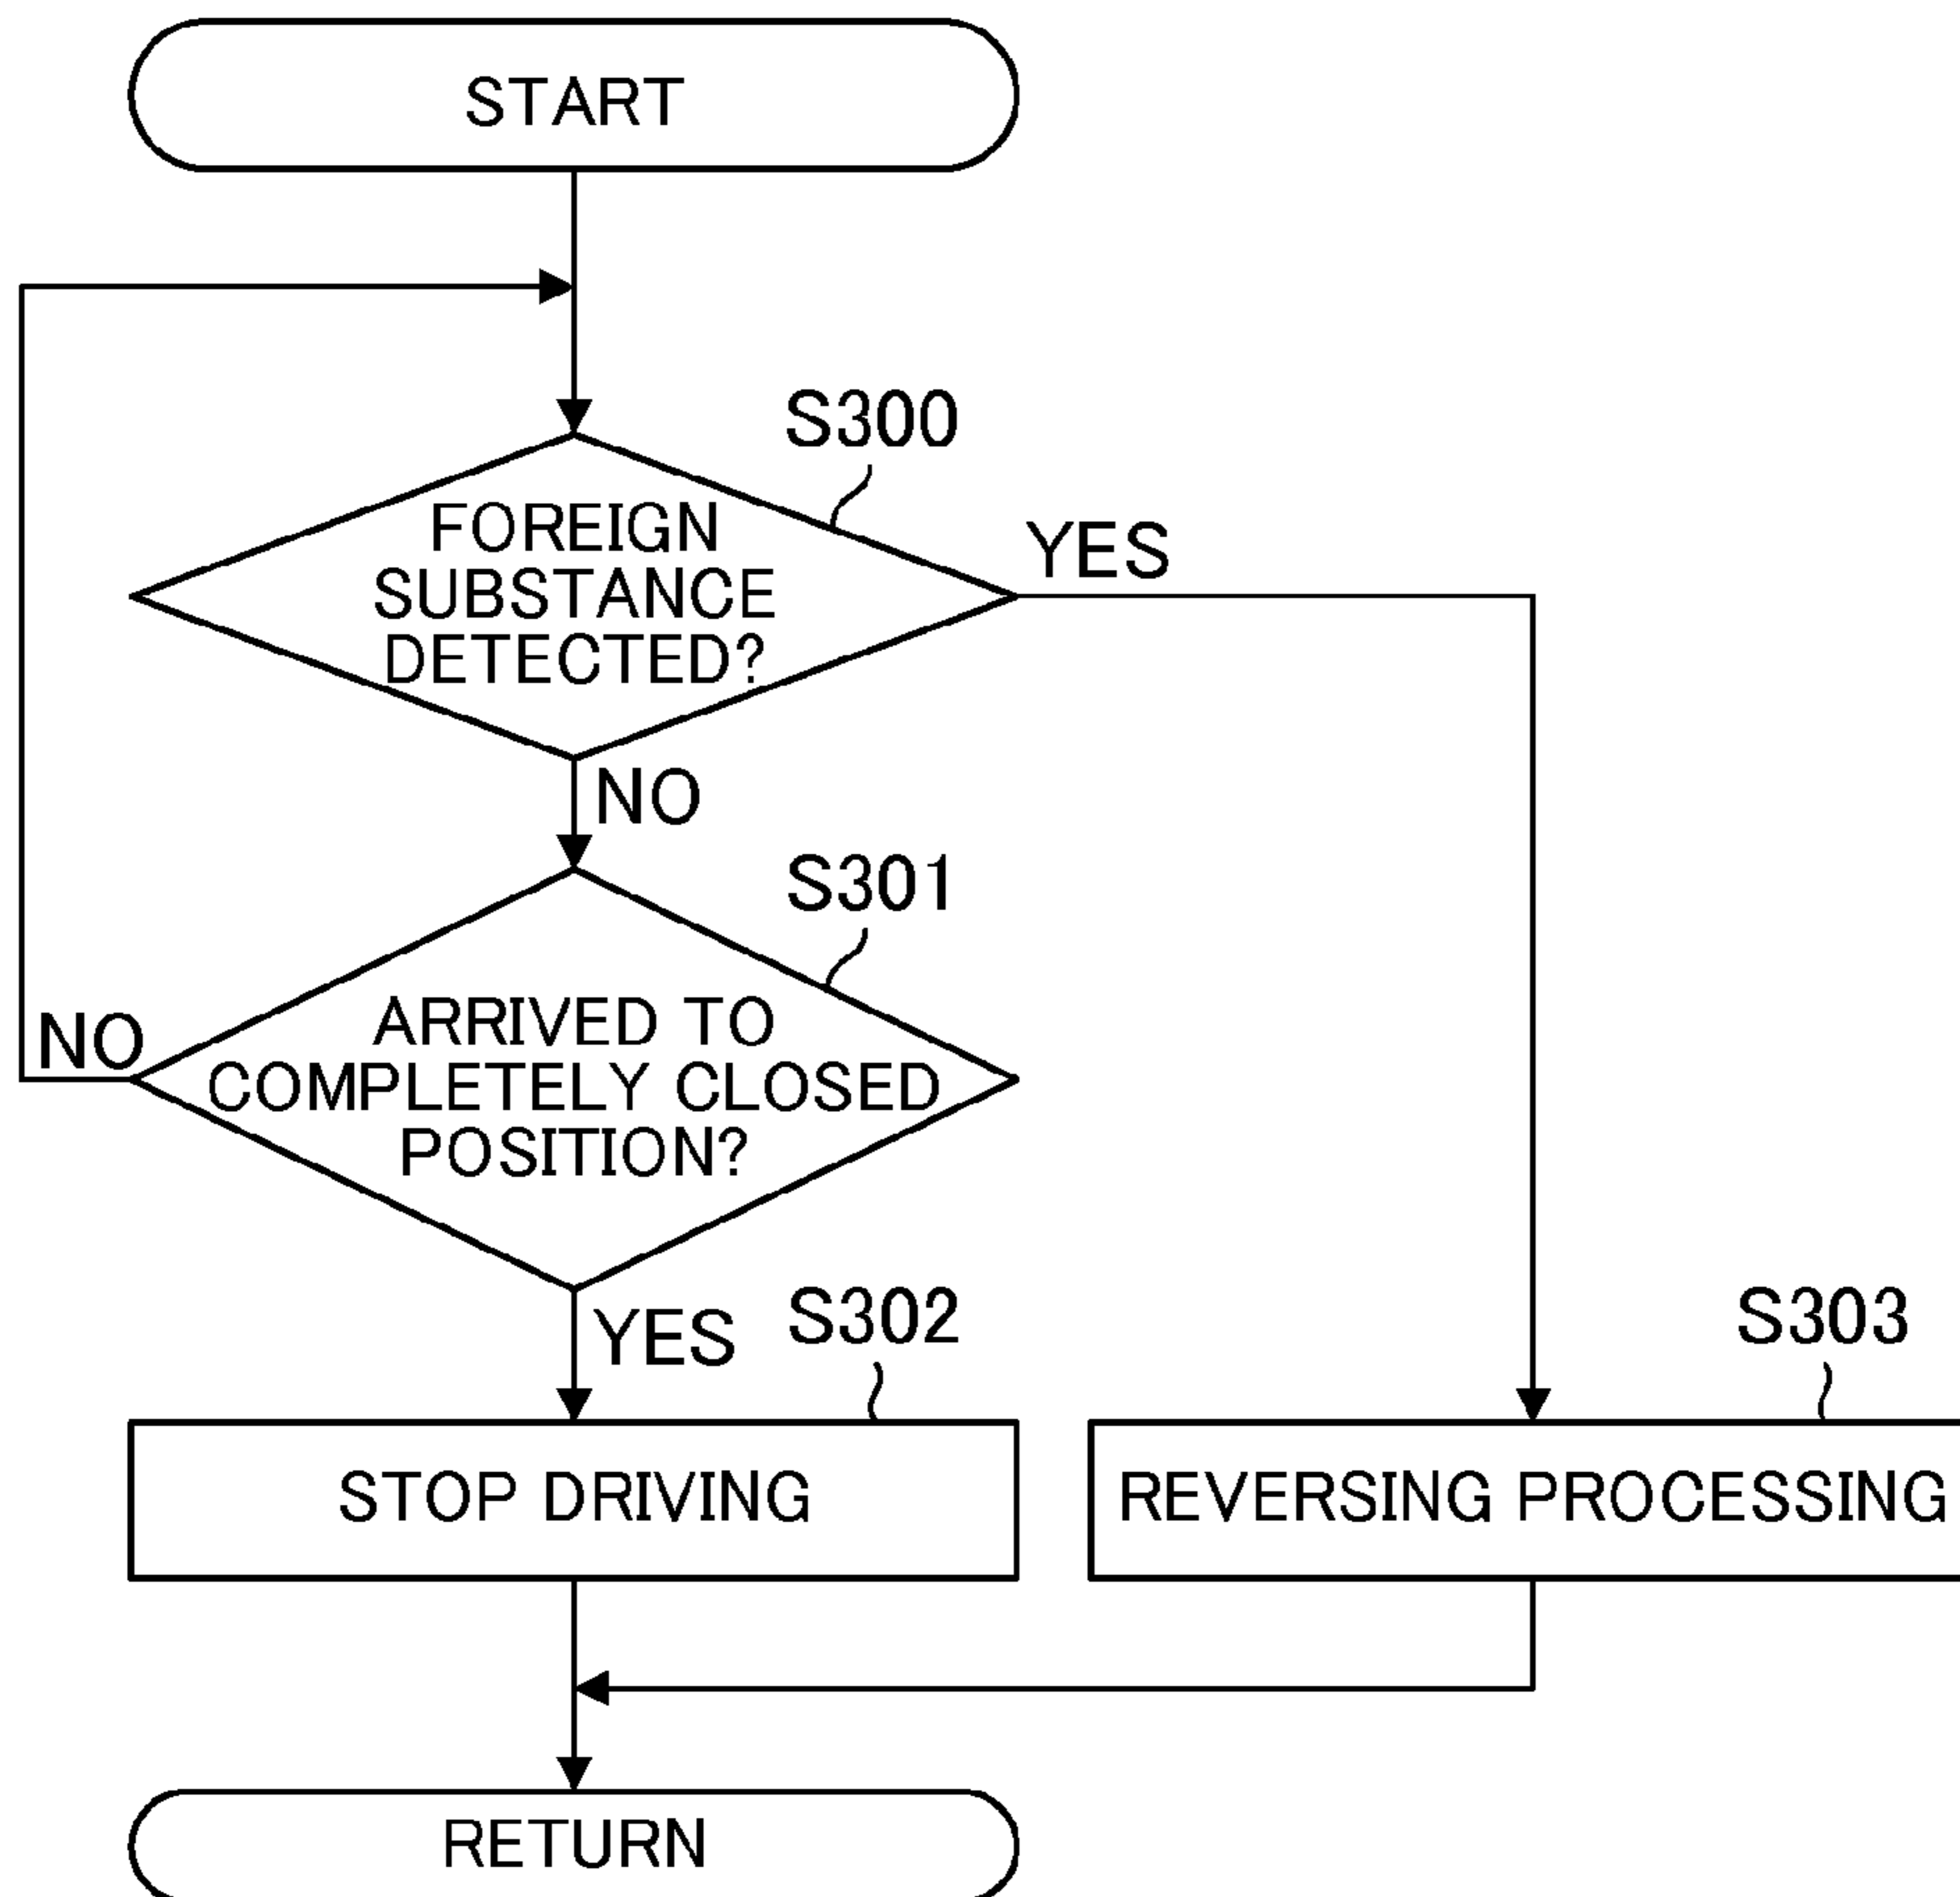 START
S300
FOREIGN
SUBSTANCE
DETECTED?
YES
NO
S301
ARRIVED TO
COMPLETELY CLOSED
POSITION?
NO
YES
S302
S303
STOP DRIVING
REVERSING PROCESSING
RETURN